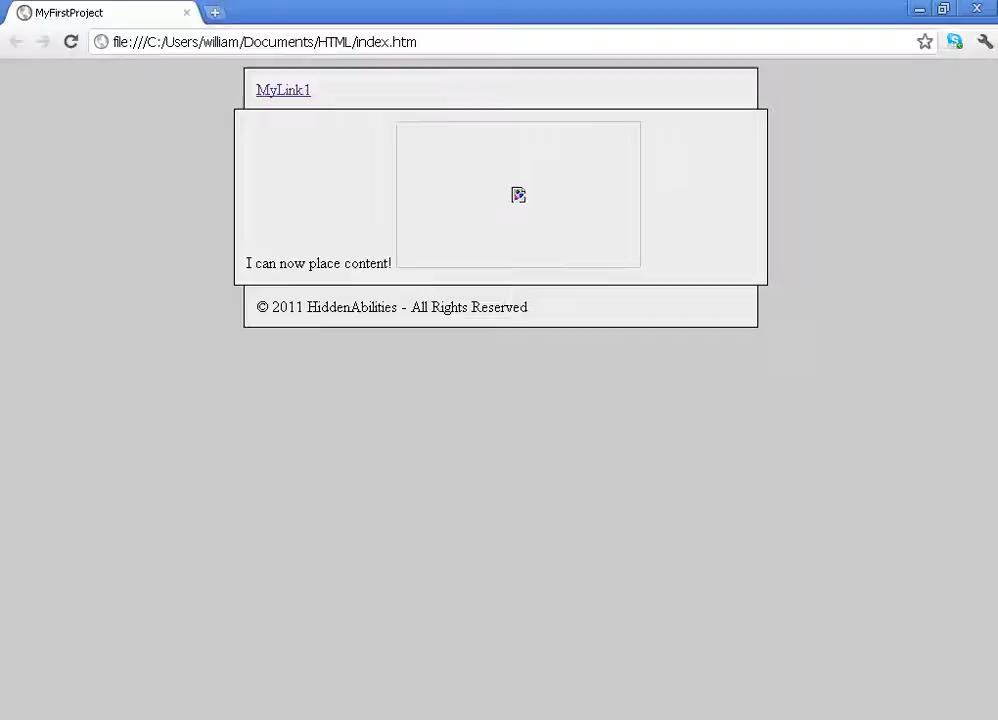 MyFirstProject
file:///C:/Users/william/Documents/HTML/index.htm
MyLink1
I can now place content!
© 2011 HiddenAbilities - All Rights Reserved